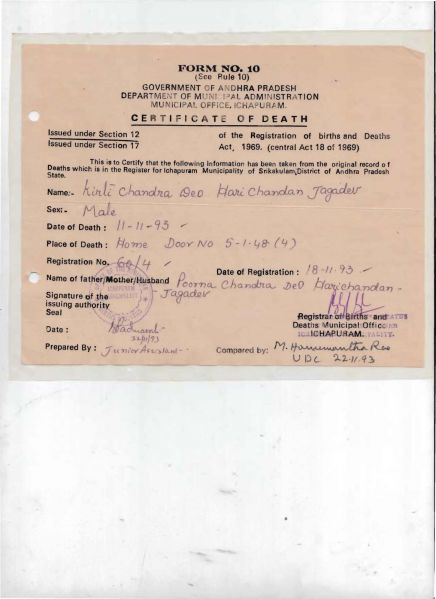 FORM NO. 10
(See Rule 10)
GOVERNMENT OF ANDHRA PRADESH
DEPARTMENT OF MUNICIPAL ADMINISTRATION
MUNICIPAL OFFICE, ICHAPURAM.
CERTIFICATE OF DEATH
Issued under Section 12
Issued under Section 17
of the Registration of births and Deaths
Act, 1969. (central Act 18 of 1969)
This is to Certify that the following information has been taken from the original record of
Deaths which is in the Register for Ichapuram Municipality of Srikakulam, District of Andhra Pradesh
State.
Name:- Kirti Chandra Deo Hari Chandan Jagadev
Sex:- Male
Date of Death : 11-11-93 -
Place of Death : Home Door No 5-1-48 (4)
Registration No. /4 -
Date of Registration : 18-11-93 -
Name of father/Mother/Husband Poorna Chandra Deo Harichandan-
Jagadev
Signature of the
issuing authority
Seal
Registrar of Births and
Deaths Municipal Office
ICHAPURAM.
Date :
22/11/93
Prepared By : Junior Assistant
Compared by: M. Hanumantha Rao
UDC 22-11-93